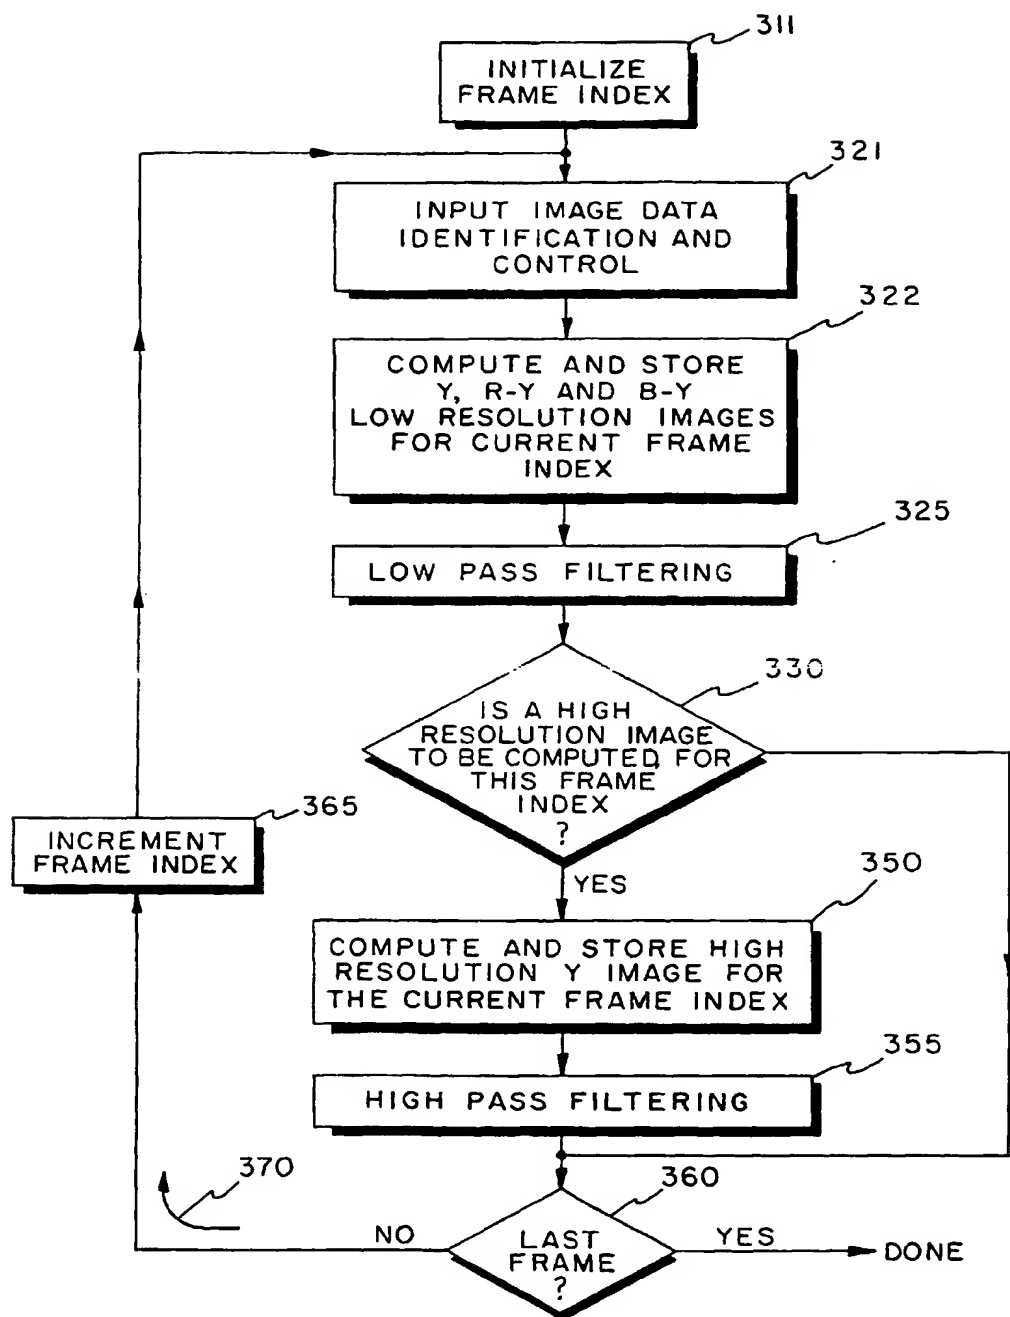 311
INITIALIZE
FRAME INDEX
321
INPUT IMAGE DATA
IDENTIFICATION AND
CONTROL
322
COMPUTE AND STORE
Y, R-Y AND B-Y
LOW RESOLUTION IMAGES
FOR CURRENT FRAME
INDEX
325
LOW PASS FILTERING
330
IS A HIGH
RESOLUTION IMAGE
TO BE COMPUTED FOR
THIS FRAME
INDEX
?
365
INCREMENT
FRAME INDEX
YES
350
COMPUTE AND STORE HIGH
RESOLUTION Y IMAGE FOR
THE CURRENT FRAME INDEX
355
HIGH PASS FILTERING
370
360
NO
LAST
FRAME
?
YES
DONE